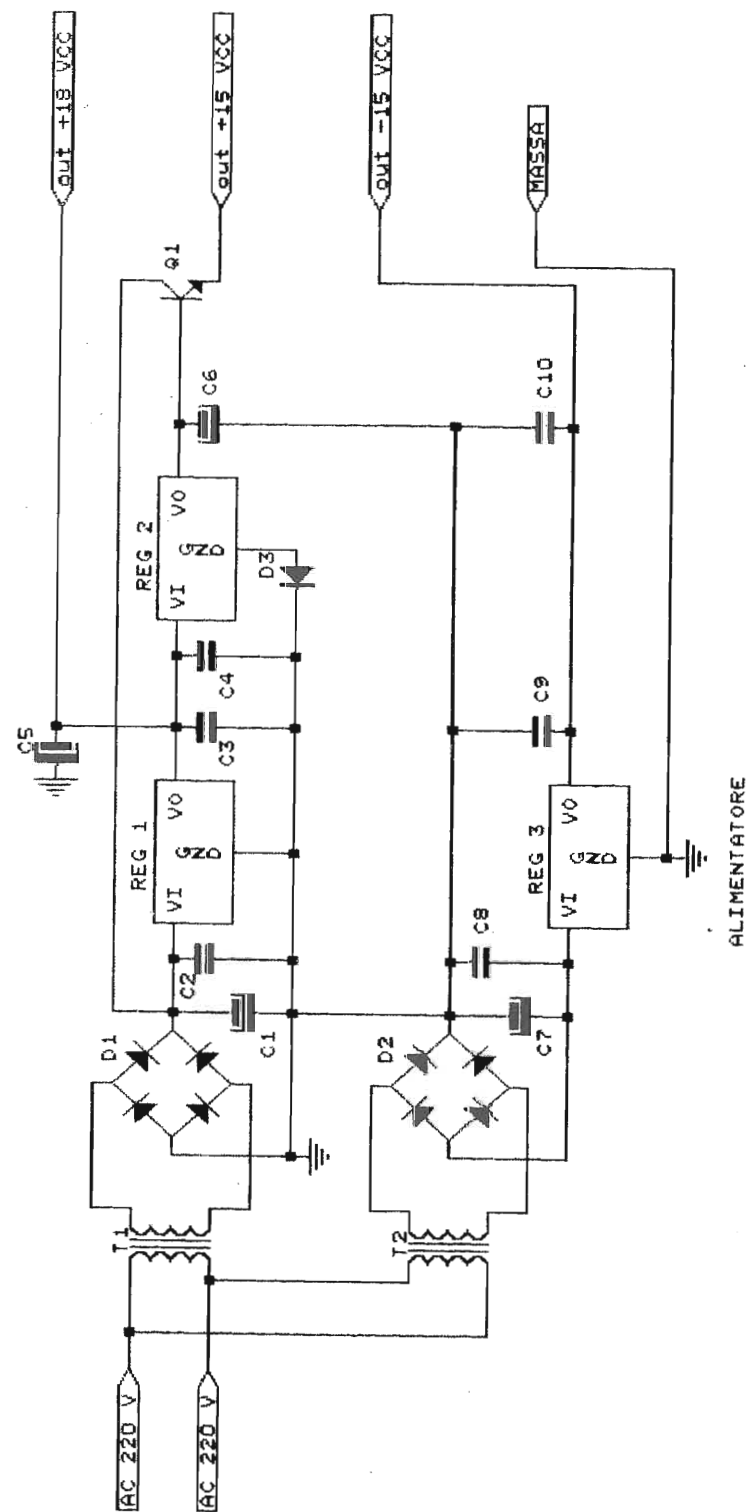 out +18 VCC
out +15 VCC
out -15 VCC
MASSA
Q1
C6
C10
REG 2
VI
GND
VO
D3
C4
C3
C5
C9
REG 1
VI
GND
VO
REG 3
VI
GND
VO
C2
C1
C8
C7
D1
D2
T1
T2
AC 220 V
AC 220 V
ALIMENTATORE